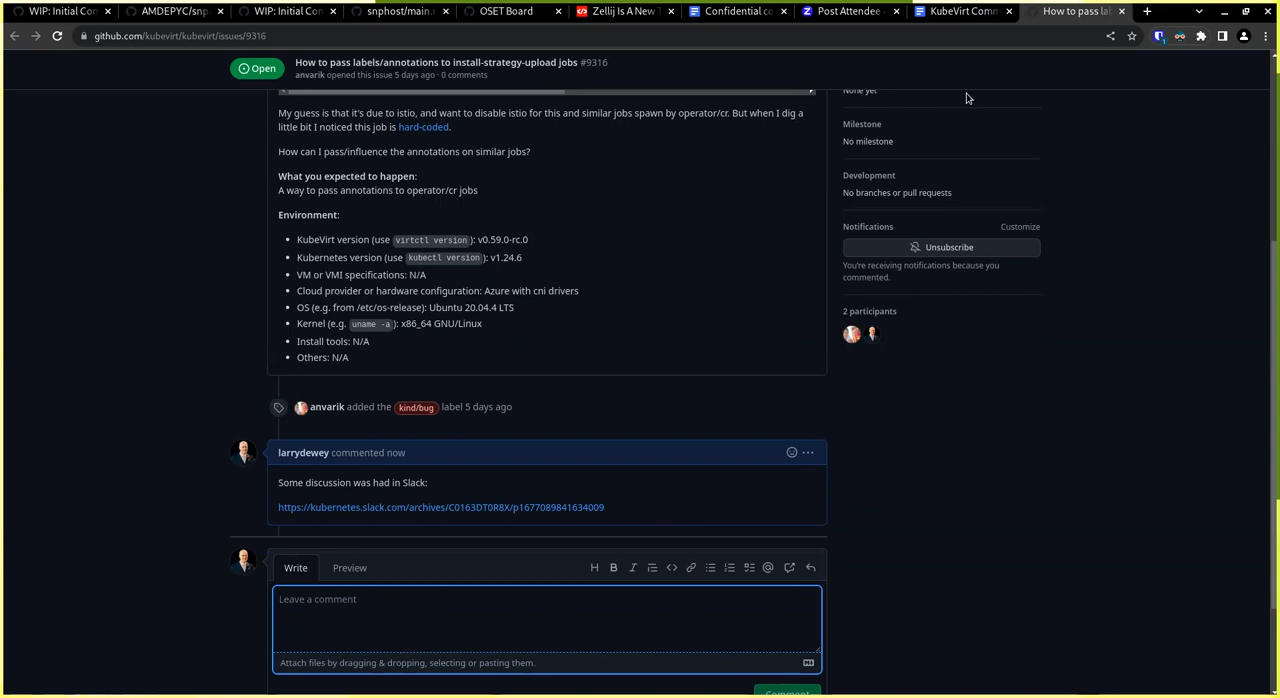 WIP: Initial Con
AMDEPYC/snp
WIP: Initial Con
snphost/main.
OSET Board
Zellij Is A New T
Confidential co
Post Attendee -
KubeVirt Comm
How to pass la
github.com/kubevirt/kubevirt/issues/9316
1
Open
How to pass labels/annotations to install-strategy-upload jobs #9316
anvarik opened this issue 5 days ago · 0 comments
None yet
My guess is that it's due to istio, and want to disable istio for this and similar jobs spawn by operator/cr. But when I dig a
little bit I noticed this job is hard-coded.
How can I pass/influence the annotations on similar jobs?
What you expected to happen:
A way to pass annotations to operator/cr jobs
Environment:
• KubeVirt version (use virtctl version): v0.59.0-rc.0
• Kubernetes version (use kubectl version): v1.24.6
• VM or VMI specifications: N/A
• Cloud provider or hardware configuration: Azure with cni drivers
• OS (e.g. from /etc/os-release): Ubuntu 20.04.4 LTS
• Kernel (e.g. uname -a): x86_64 GNU/Linux
• Install tools: N/A
• Others: N/A
Milestone
No milestone
Development
No branches or pull requests
Notifications
Customize
Unsubscribe
You're receiving notifications because you
commented.
2 participants
anvarik added the kind/bug label 5 days ago
larrydewey commented now
Some discussion was had in Slack:
https://kubernetes.slack.com/archives/C0163DT0R8X/p1677089841634009
Write
Preview
Leave a comment
Attach files by dragging & dropping, selecting or pasting them.
Comment